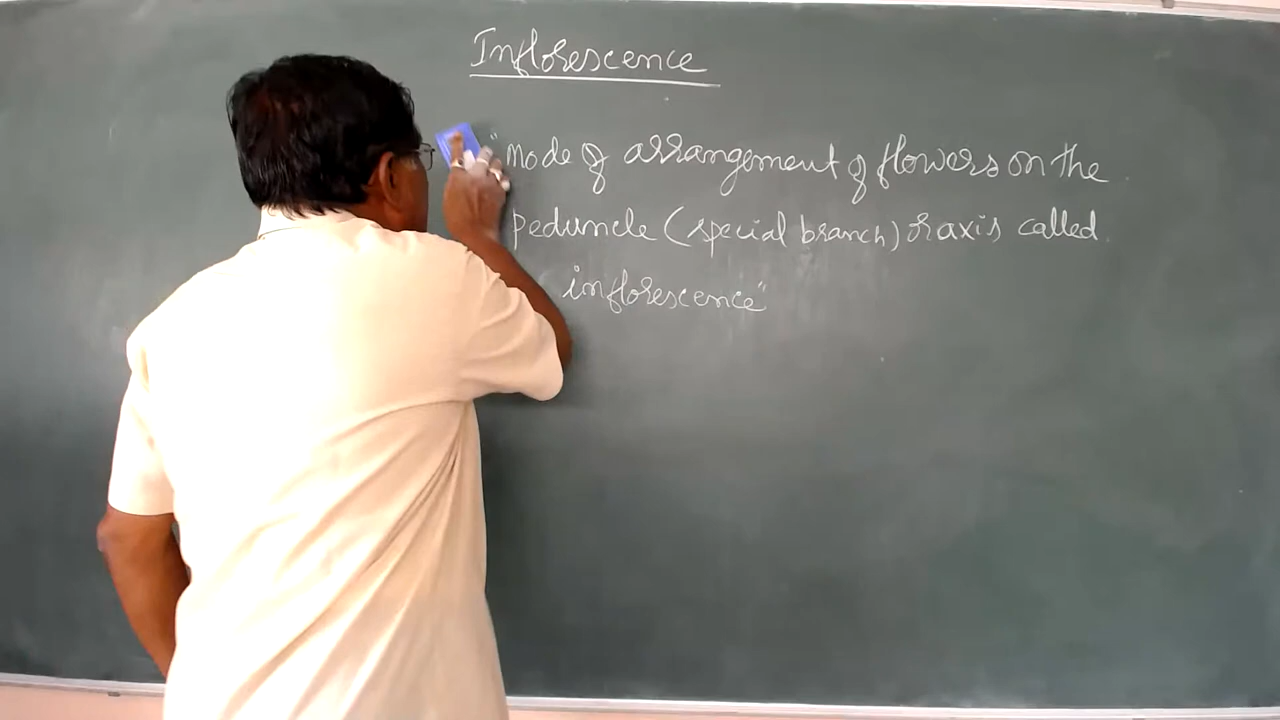 Inflorescence
"Mode of arrangement of flowers on the
peduncle (special branch) or axis called
inflorescence"